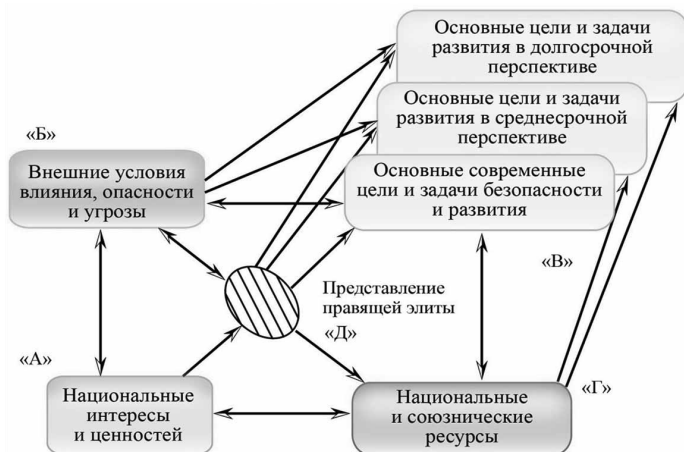 Основные цели и задачи
развития в долгосрочной
перспективе
Основные цели и задачи
развития в среднесрочной
перспективе
«Б»
Внешние условия
влияния, опасности
и угрозы
Основные современные
цели и задачи безопасности
и развития
«В»
Представление
правящей элиты
«Д»
«А»
Национальные
интересы
и ценностей
Национальные
и союзнические
ресурсы
«Г»